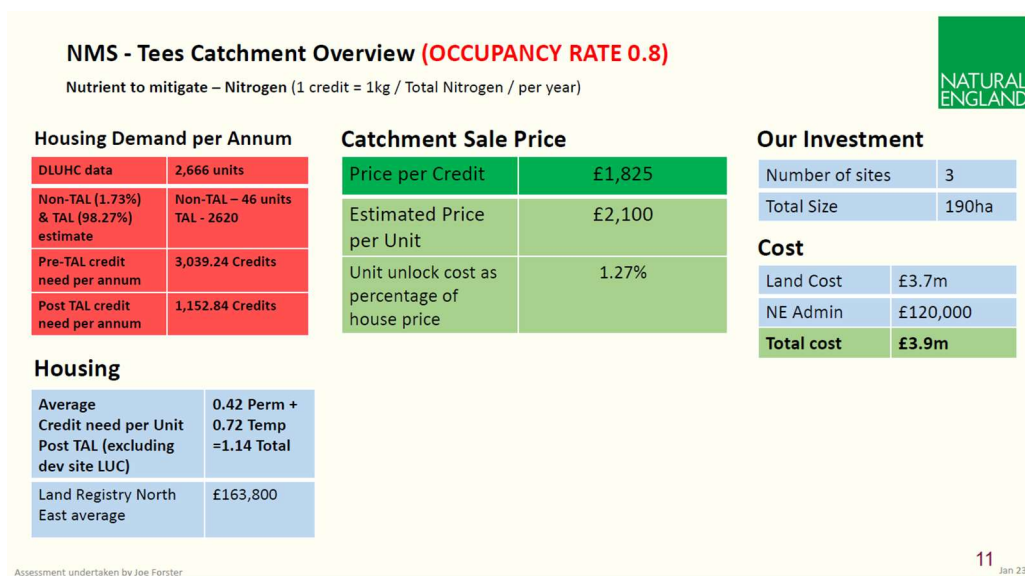 NMS - Tees Catchment Overview (OCCUPANCY RATE 0.8)
Nutrient to mitigate – Nitrogen (1 credit = 1kg / Total Nitrogen / per year)
NATURAL
ENGLAND
Housing Demand per Annum
DLUHC data 2,666 units
Non-TAL (1.73%) Non-TAL – 46 units
& TAL (98.27%) TAL - 2620
estimate
Pre-TAL credit 3,039.24 Credits
need per annum
Post TAL credit 1,152.84 Credits
need per annum
Catchment Sale Price
Price per Credit £1,825
Estimated Price £2,100
per Unit
Unit unlock cost as 1.27%
percentage of
house price
Our Investment
Number of sites 3
Total Size 190ha
Cost
Land Cost £3.7m
NE Admin £120,000
Total cost £3.9m
Housing
Average 0.42 Perm +
Credit need per Unit 0.72 Temp
Post TAL (excluding =1.14 Total
dev site LUC)
Land Registry North £163,800
East average
Assessment undertaken by Joe Forster
11
Jan 23